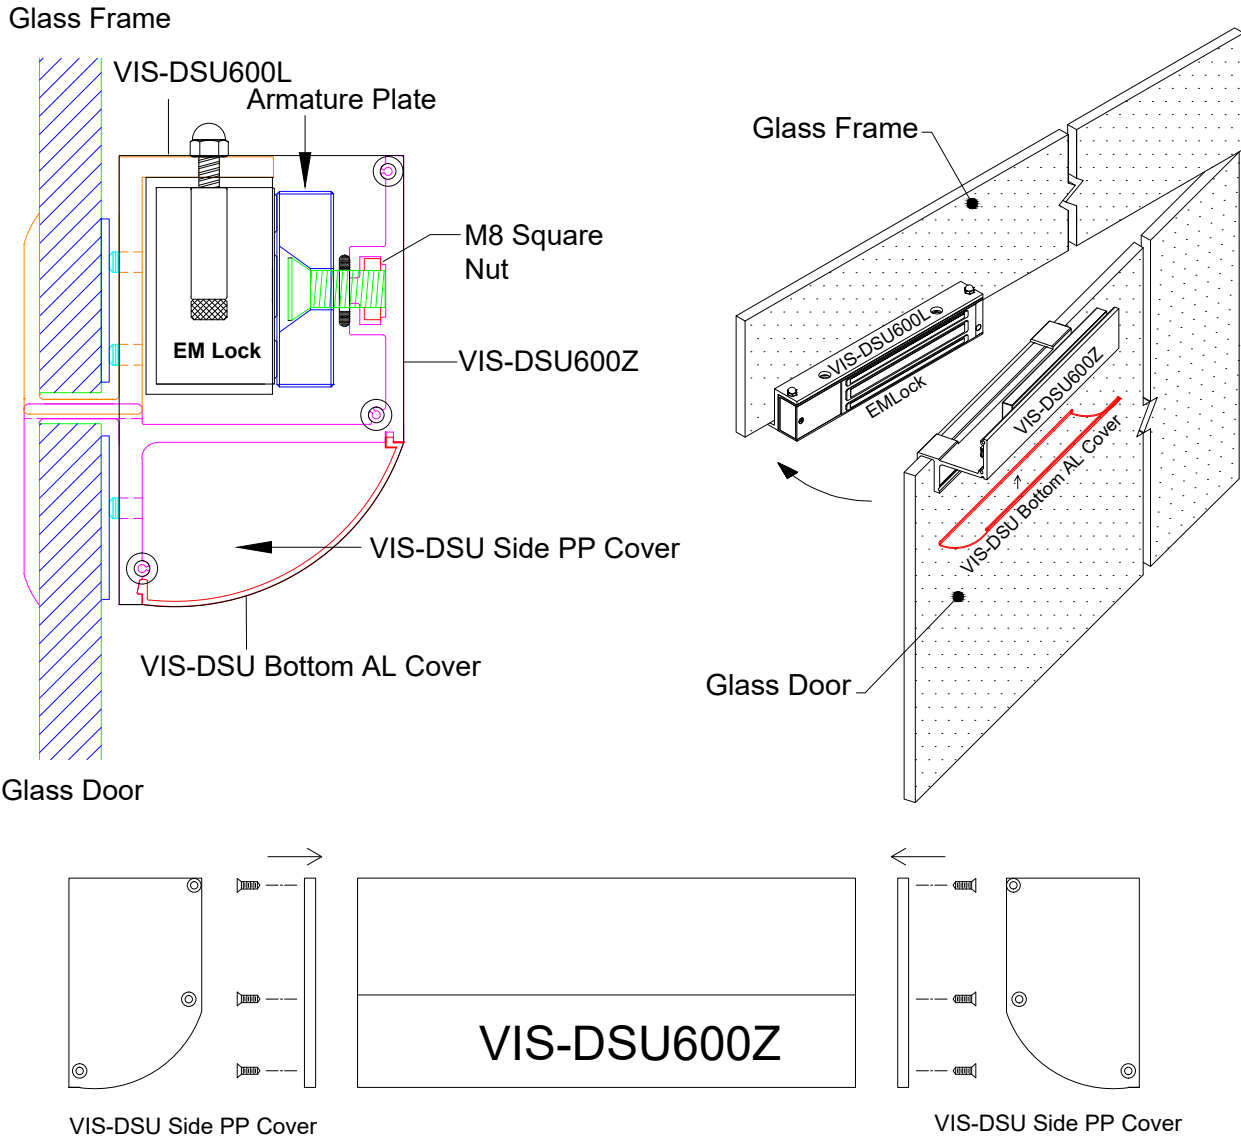 Glass Frame
VIS-DSU600L
Armature Plate
M8 Square
Nut
EM Lock
VIS-DSU600Z
VIS-DSU Side PP Cover
VIS-DSU Bottom AL Cover
Glass Door
Glass Frame
VIS-DSU600L
EMLock
VIS-DSU600Z
VIS-DSU Bottom AL Cover
Glass Door
VIS-DSU600Z
VIS-DSU Side PP Cover
VIS-DSU Side PP Cover